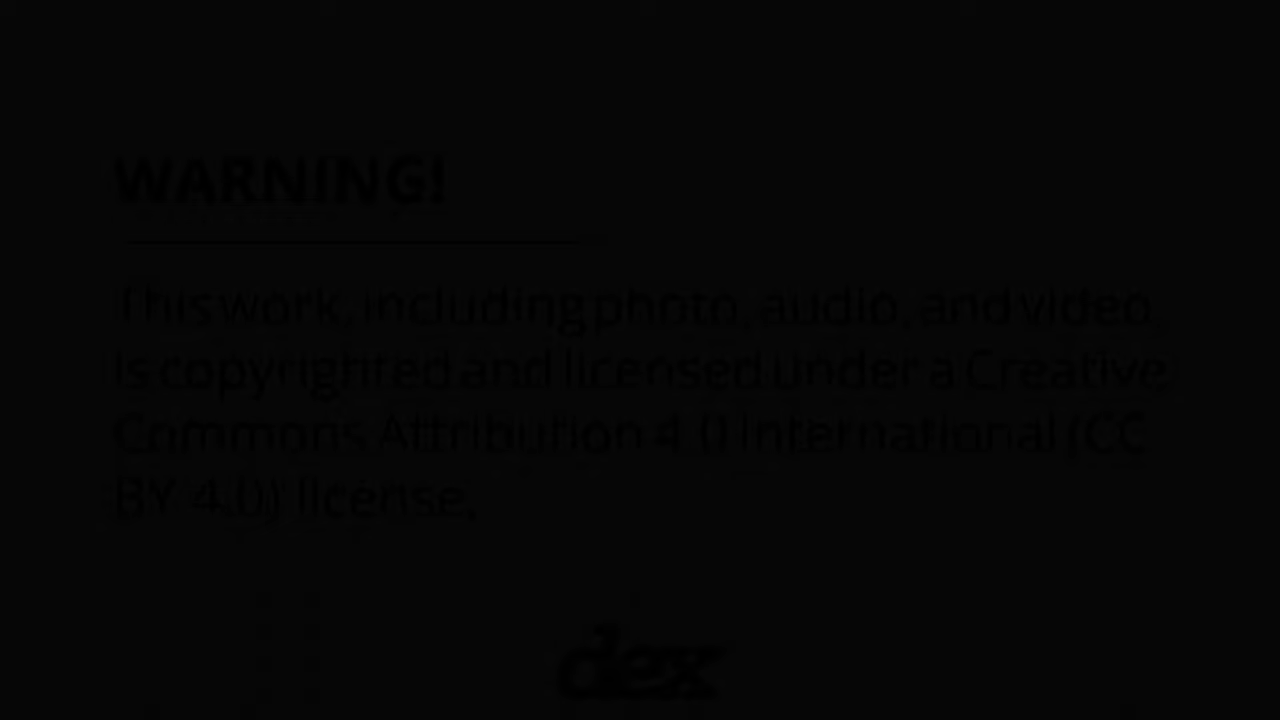 WARNING!
This work, including photo, audio, and video,
is copyrighted and licensed under a Creative
Commons Attribution 4.0 International (CC
BY 4.0) license.
dex